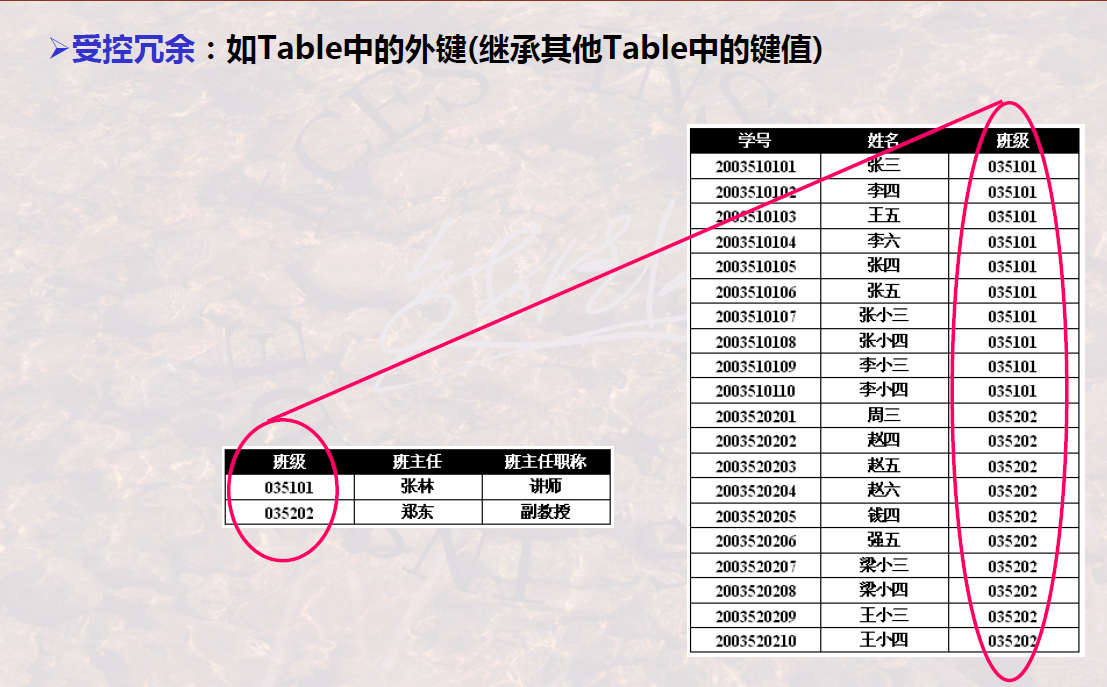 ➢受控冗余：如Table中的外键(继承其他Table中的键值)
学号 姓名 班级
2003510101 张三 035101
2003510102 李四 035101
2003510103 王五 035101
2003510104 李六 035101
2003510105 张四 035101
2003510106 张五 035101
2003510107 张小三 035101
2003510108 张小四 035101
2003510109 李小三 035101
2003510110 李小四 035101
2003520201 周三 035202
2003520202 赵四 035202
2003520203 赵五 035202
2003520204 赵六 035202
2003520205 钱四 035202
2003520206 强五 035202
2003520207 梁小三 035202
2003520208 梁小四 035202
2003520209 王小三 035202
2003520210 王小四 035202
班级 班主任 班主任职称
035101 张林 讲师
035202 郑东 副教授